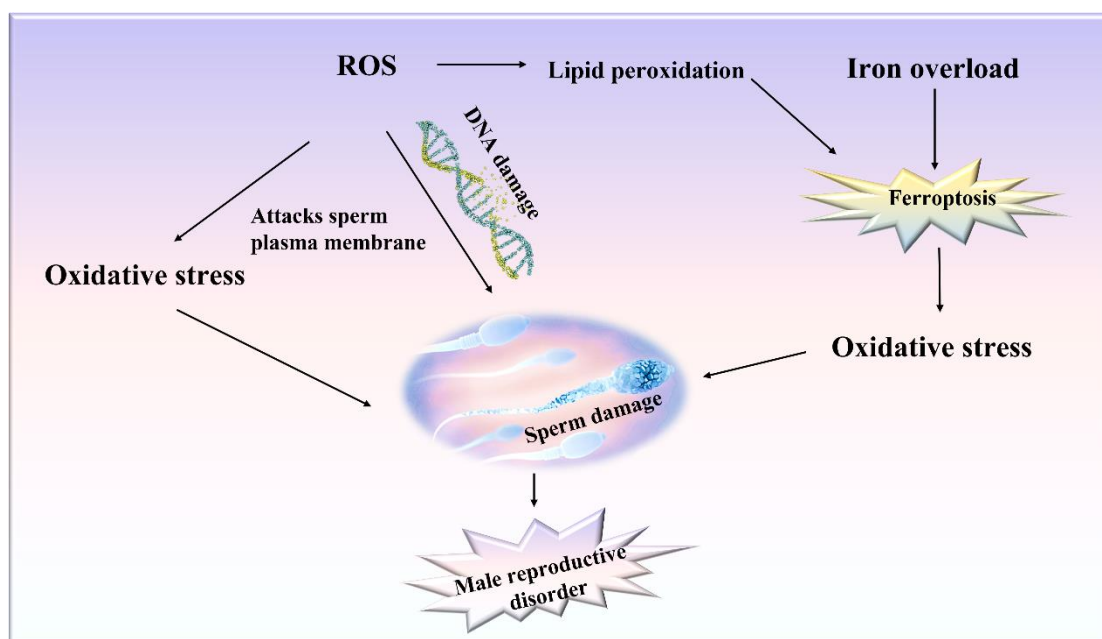 ROS
Lipid peroxidation
Iron overload
DNA damage
Ferroptosis
Attacks sperm
plasma membrane
Oxidative stress
Oxidative stress
Sperm damage
Male reproductive
disorder